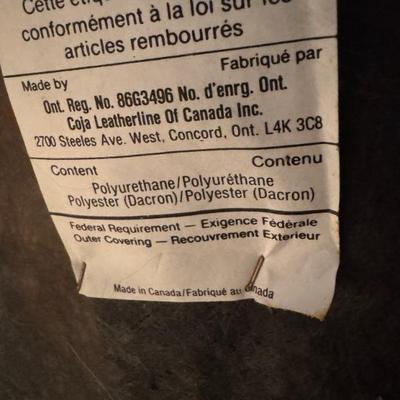 Cette
conformément à la loi sur les
articles rembourrés
Fabriqué par
Made by
Ont. Reg. No. 86G3496 No. d'enrg. Ont.
Coja Leatherline Of Canada Inc.
2700 Steeles Ave. West, Concord, Ont. L4K 3C8
Content Contenu
Polyurethane/Polyuréthane
Polyester (Dacron)/Polyester (Dacron)
Federal Requirement — Exigence Fédérale
Outer Covering — Recouvrement Exterieur
Made in Canada/Fabriqué au Canada